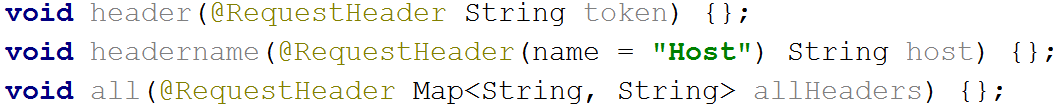 void header(@RequestHeader String token) {};
void headername(@RequestHeader(name = "Host") String host) {};
void all(@RequestHeader Map<String, String> allHeaders) {};